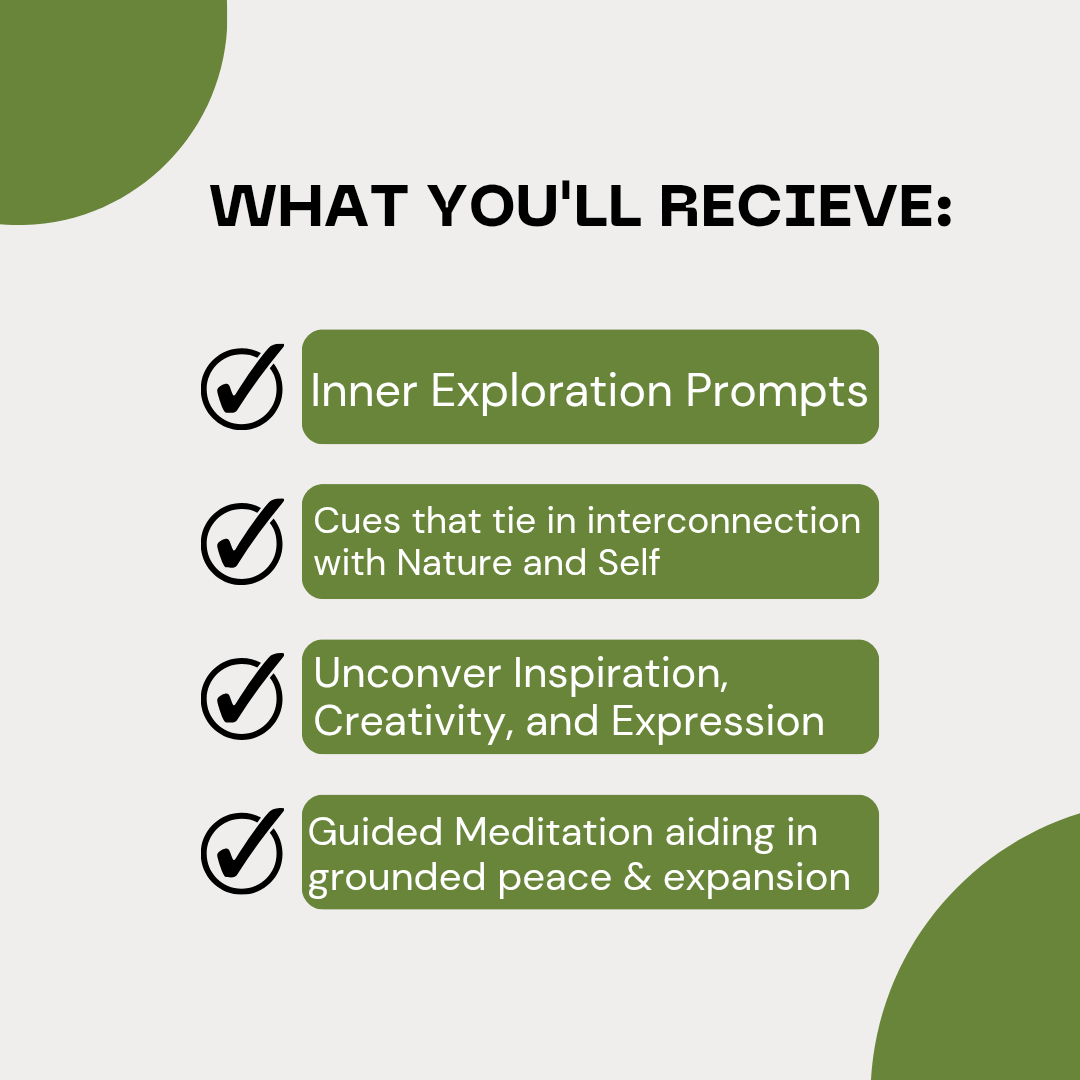 WHAT YOU'LL RECIEVE:
Inner Exploration Prompts
Cues that tie in interconnection
with Nature and Self
Unconver Inspiration,
Creativity, and Expression
Guided Meditation aiding in
grounded peace & expansion